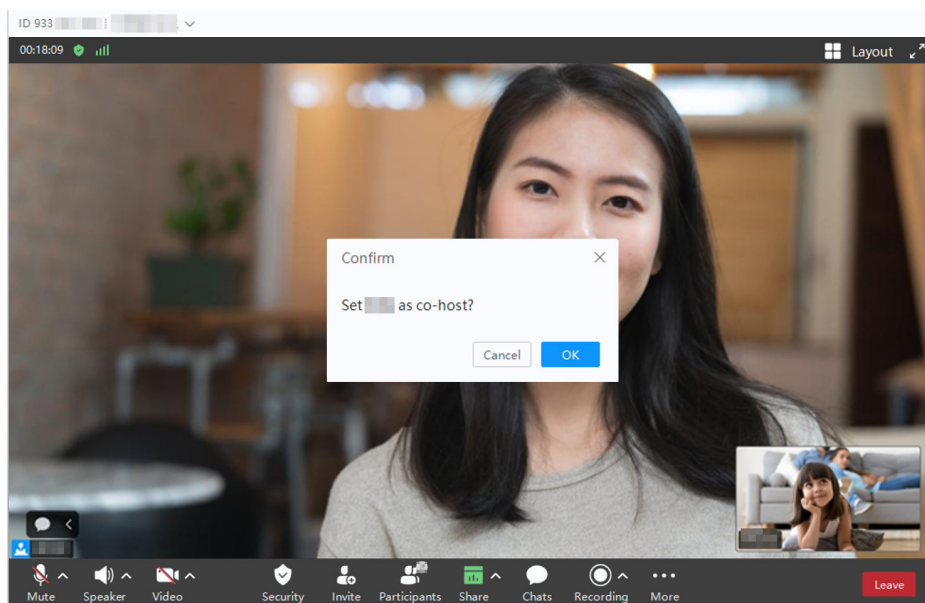 ID 933
00:18:09
Layout
Confirm
Set as co-host?
Cancel OK
Mute Speaker Video Security Invite Participants Share Chats Recording More Leave